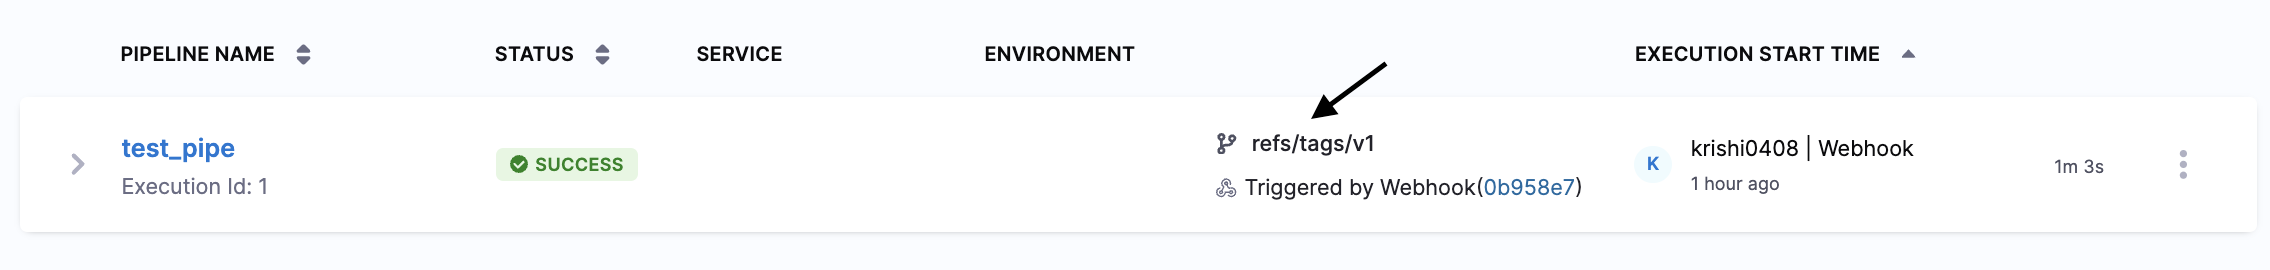 PIPELINE NAME STATUS SERVICE ENVIRONMENT EXECUTION START TIME
test_pipe
Execution Id: 1
SUCCESS
refs/tags/v1
Triggered by Webhook(0b958e7)
K
krishi0408 | Webhook
1 hour ago
1m 3s